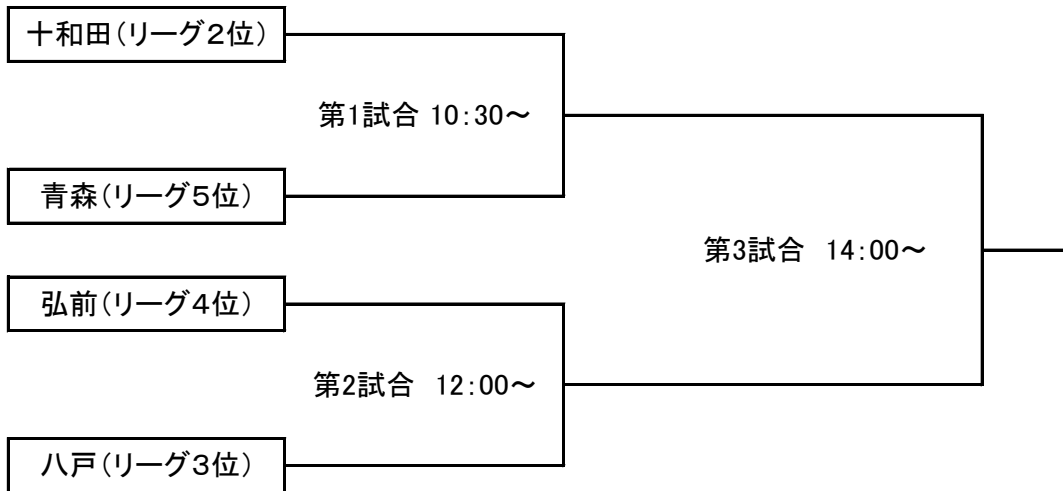 十和田（リーグ２位）
第1試合 10：30～
青森（リーグ５位）
第3試合　14：00～
弘前（リーグ４位）
第2試合　12：00～
八戸（リーグ３位）